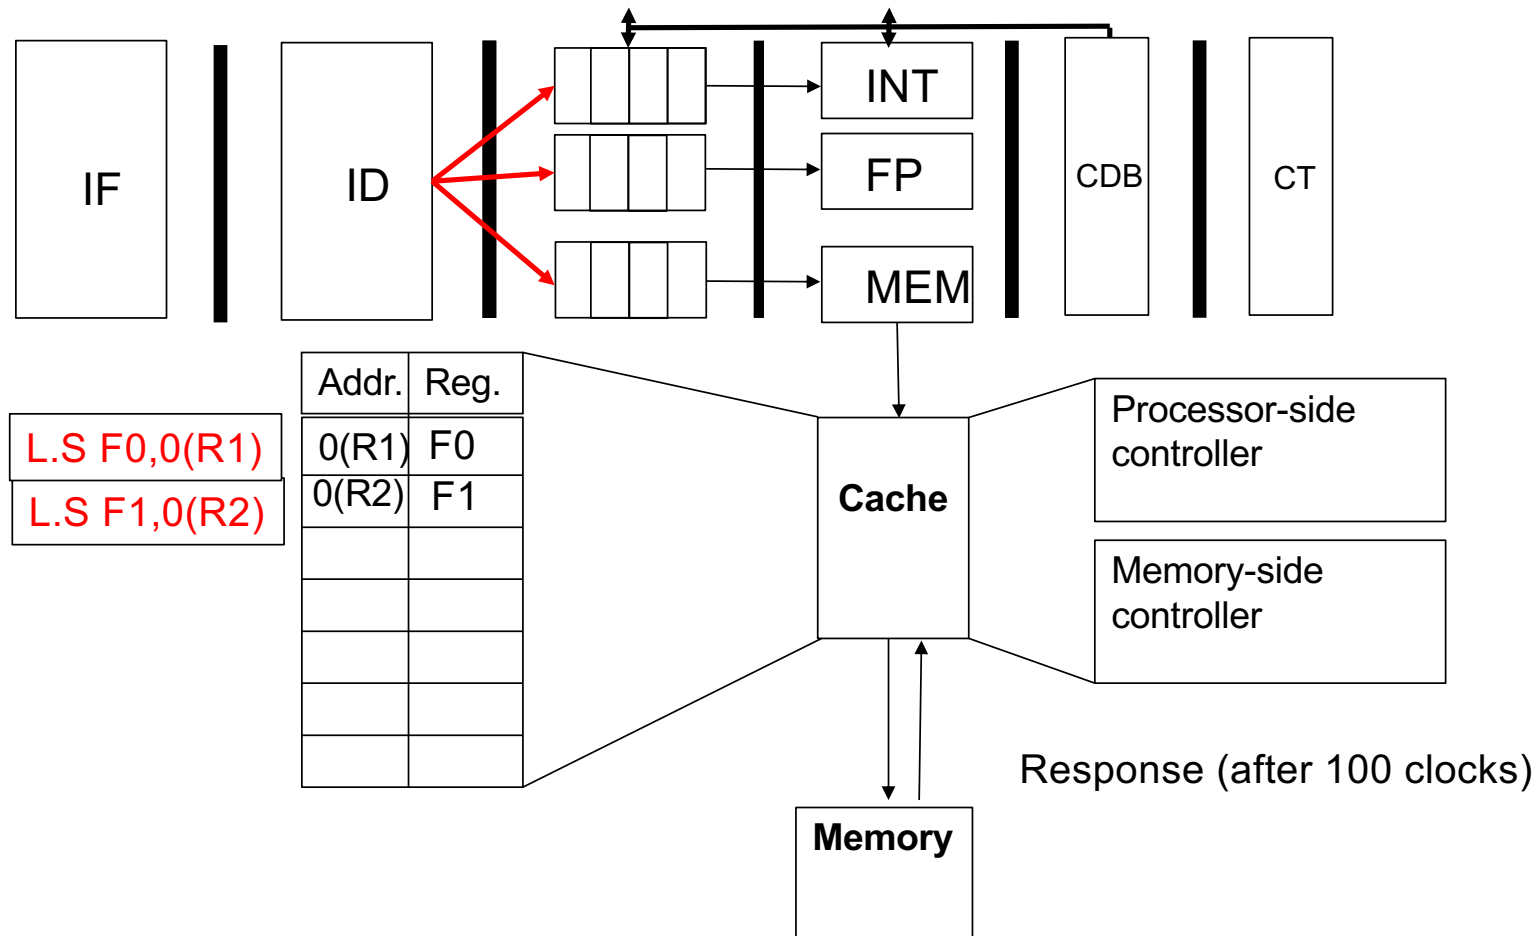 IF
ID
INT
FP
MEM
CDB
CT
Addr. Reg.
L.S F0,0(R1)
0(R1) F0
L.S F1,0(R2)
0(R2) F1
Cache
Processor-side
controller
Memory-side
controller
Response (after 100 clocks)
Memory